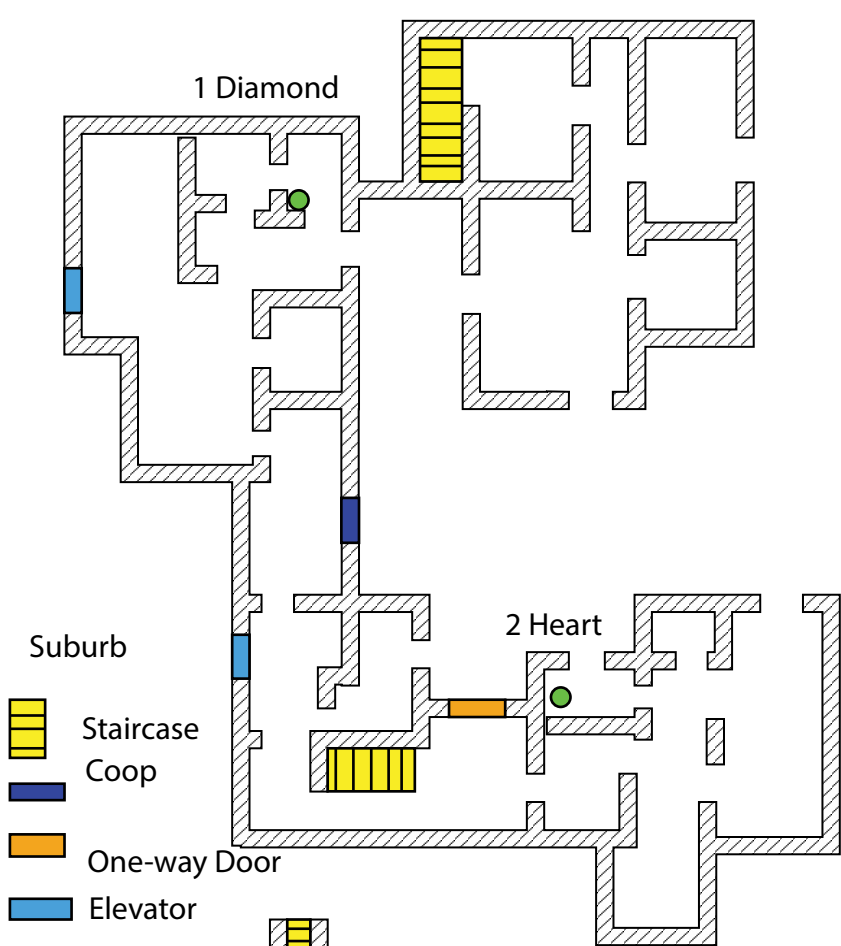 1 Diamond
2 Heart
Suburb
Staircase
Coop
One-way Door
Elevator